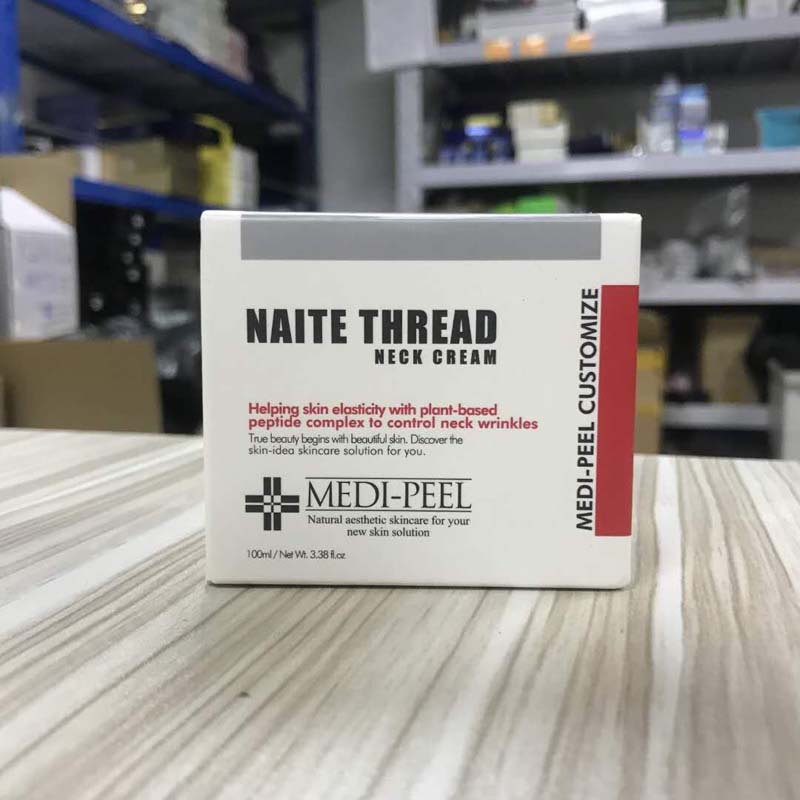 NAITE THREAD
NECK CREAM
Helping skin elasticity with plant-based
peptide complex to control neck wrinkles
True beauty begins with beautiful skin. Discover the
skin-idea skincare solution for you.
MEDI-PEEL
Natural aesthetic skincare for your
new skin solution
100ml / Net Wt. 3.38 fl.oz
MEDI-PEEL CUSTOMIZE